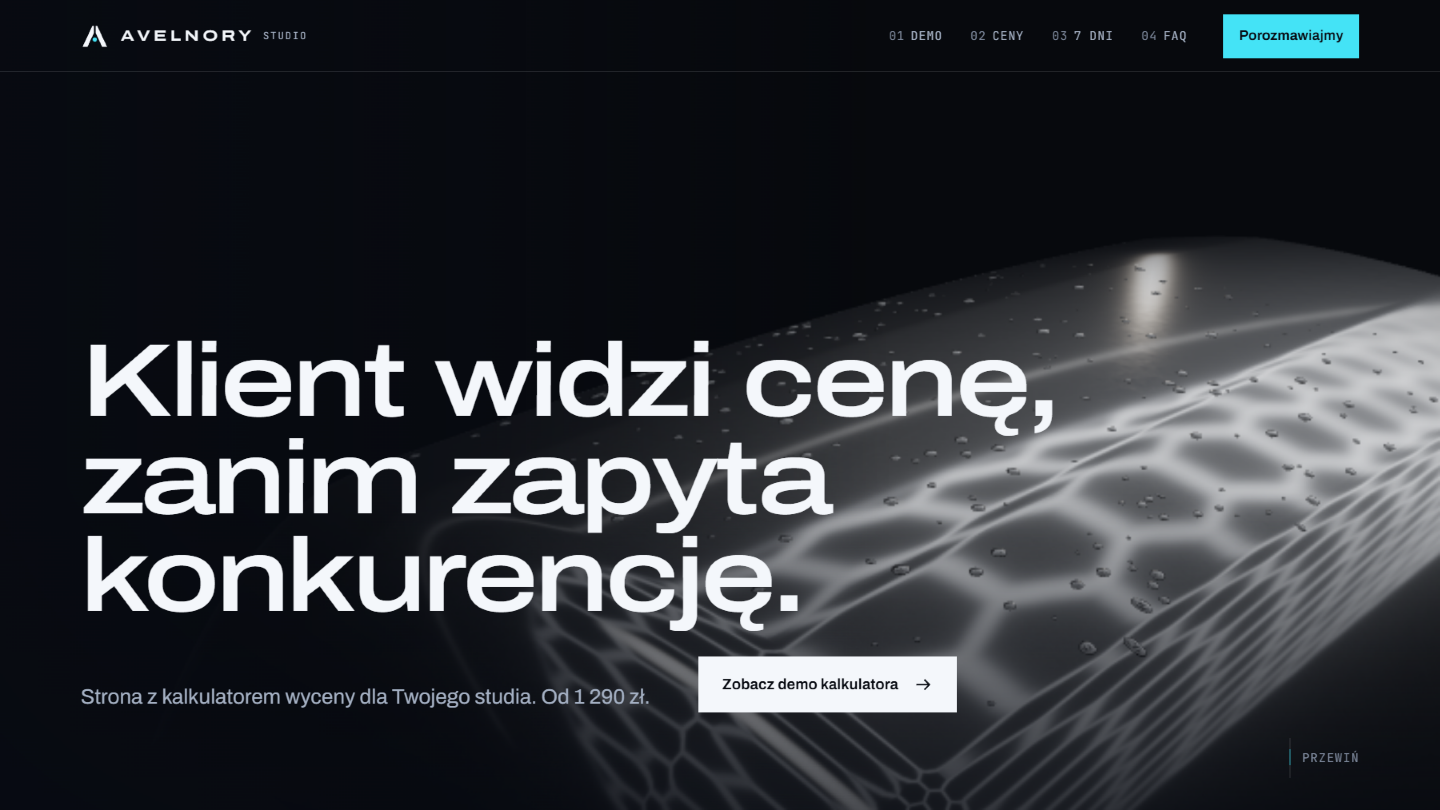 AVELNORY STUDIO
01 DEMO
02 CENY
03 7 DNI
04 FAQ
Porozmawiajmy
Klient widzi cenę,
zanim zapyta
konkurencję.
Strona z kalkulatorem wyceny dla Twojego studia. Od 1 290 zł.
Zobacz demo kalkulatora →
PRZEWIŃ